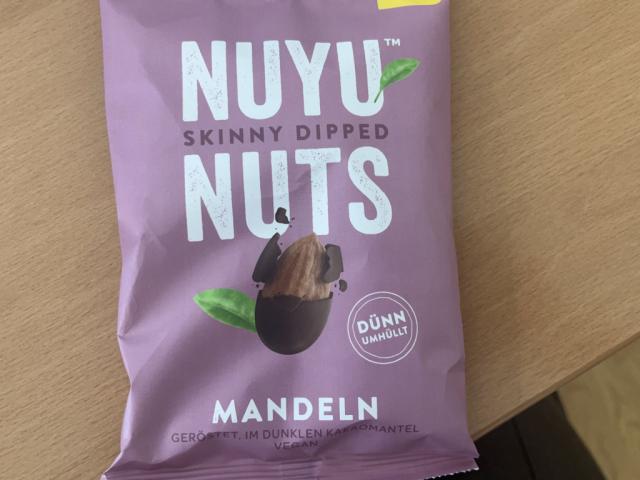 NUYU™
SKINNY DIPPED
NUTS
DÜNN
UMHÜLLT
MANDELN
GERÖSTET, IM DUNKLEN KAKAOMANTEL
VEGAN